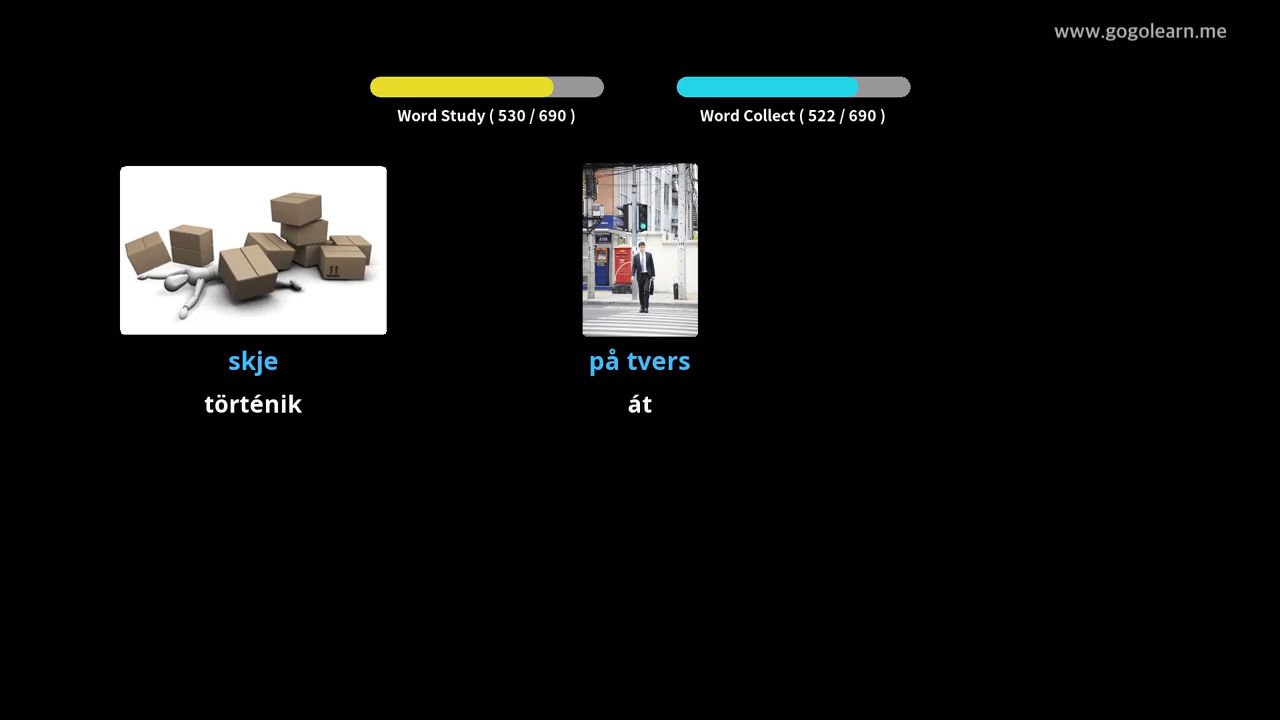 www.gogolearn.me
Word Study ( 530 / 690 )
Word Collect ( 522 / 690 )
skje
på tvers
történik
át